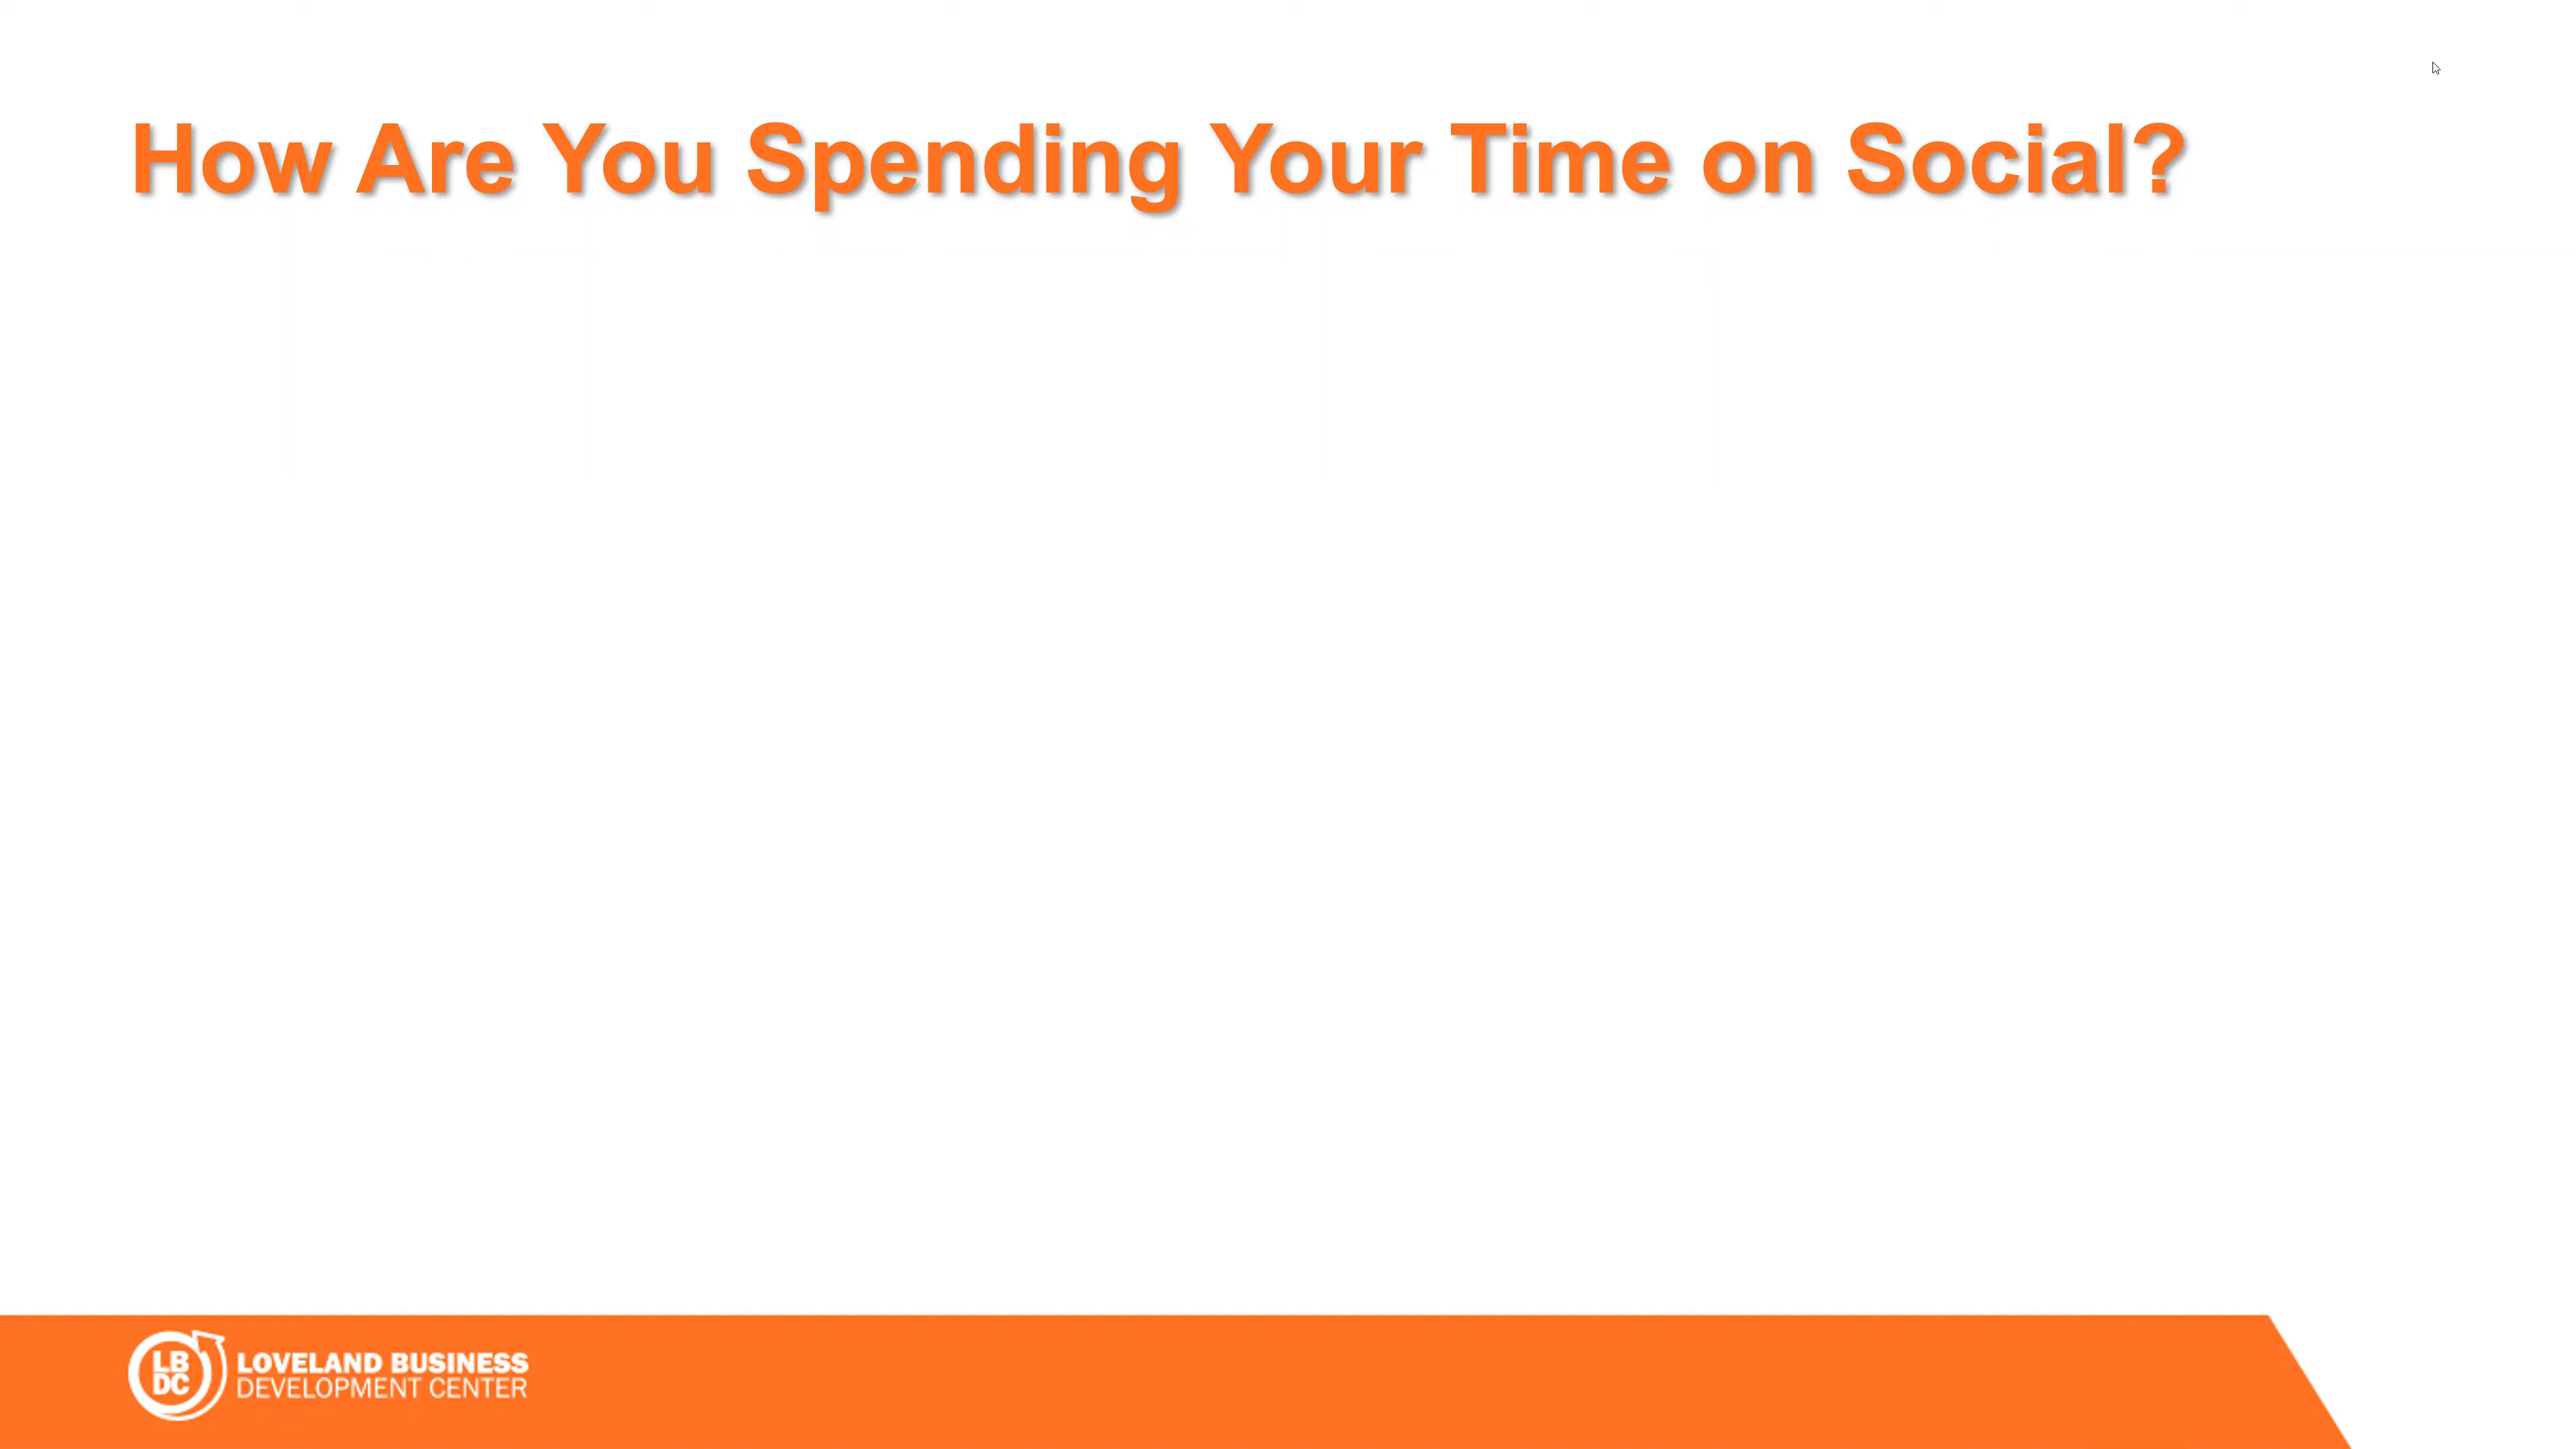 How Are You Spending Your Time on Social?
LB
DC
LOVELAND BUSINESS
DEVELOPMENT CENTER